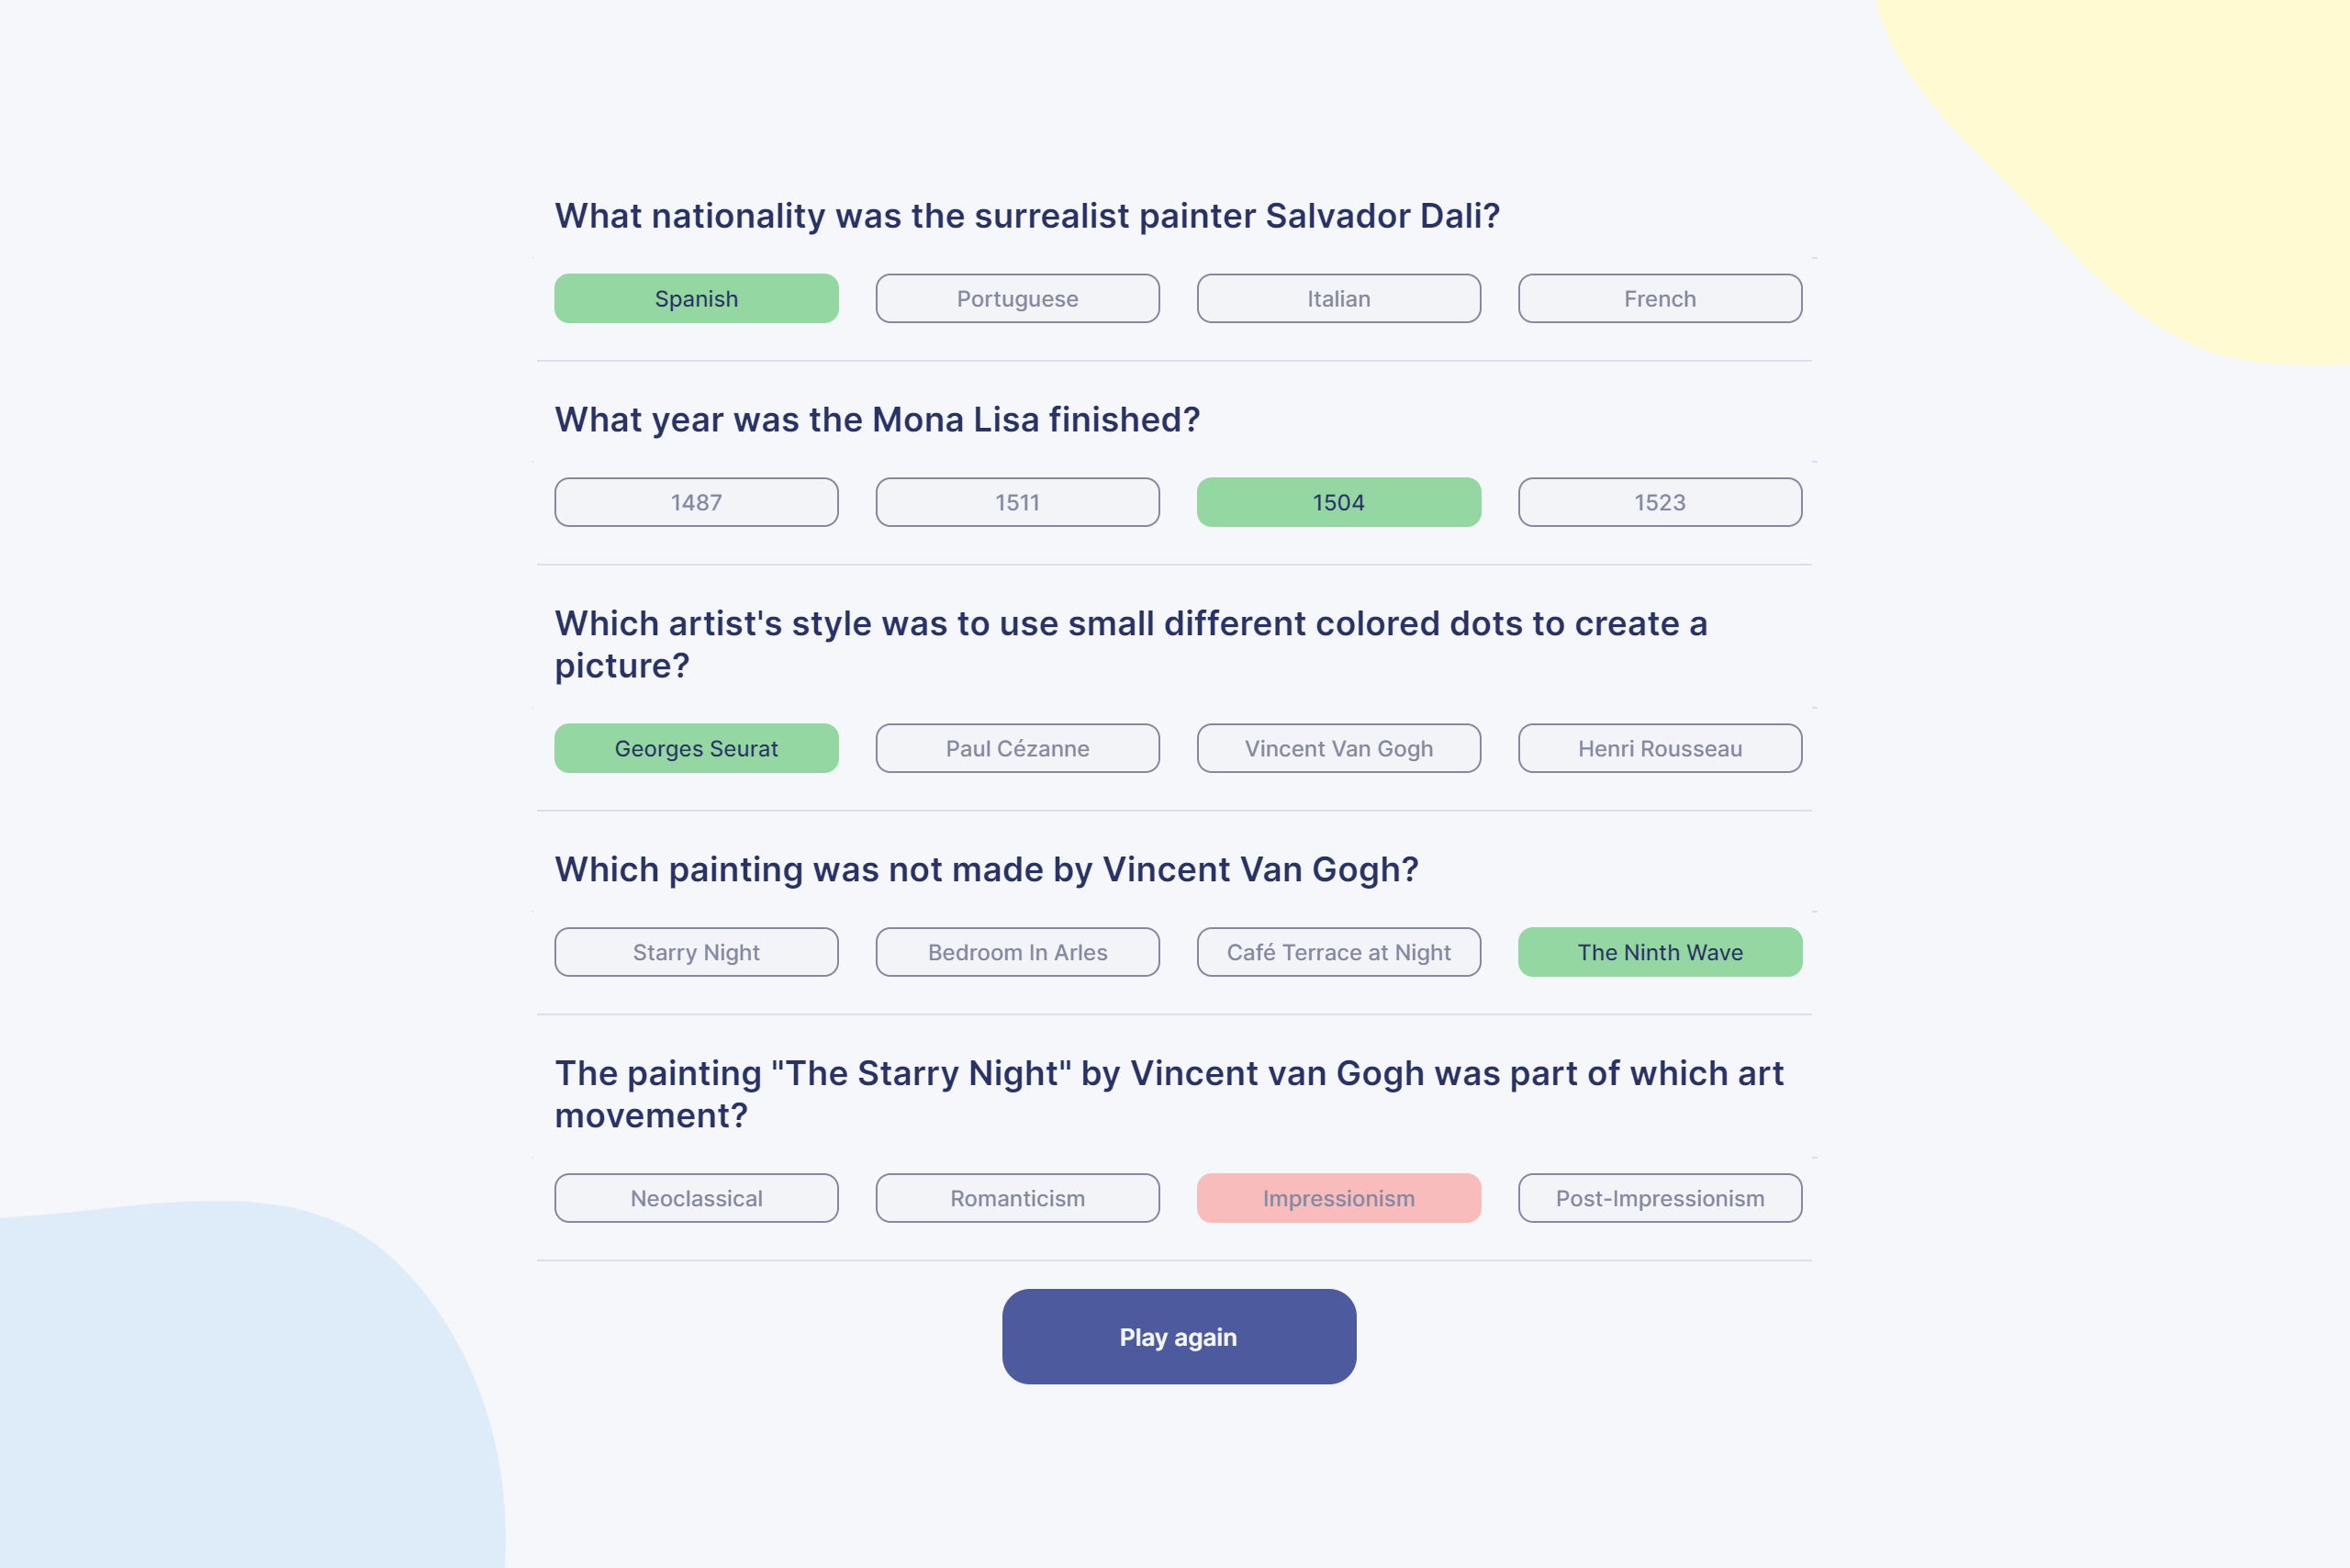 What nationality was the surrealist painter Salvador Dali?
Spanish Portuguese Italian French
What year was the Mona Lisa finished?
1487 1511 1504 1523
Which artist's style was to use small different colored dots to create a
picture?
Georges Seurat Paul Cézanne Vincent Van Gogh Henri Rousseau
Which painting was not made by Vincent Van Gogh?
Starry Night Bedroom In Arles Café Terrace at Night The Ninth Wave
The painting "The Starry Night" by Vincent van Gogh was part of which art
movement?
Neoclassical Romanticism Impressionism Post-Impressionism
Play again